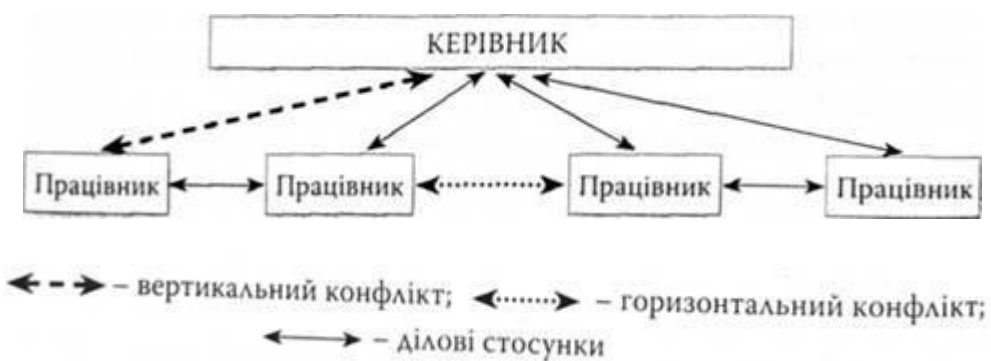 КЕРІВНИК
Працівник Працівник Працівник Працівник
– вертикальний конфлікт; – горизонтальний конфлікт;
– ділові стосунки